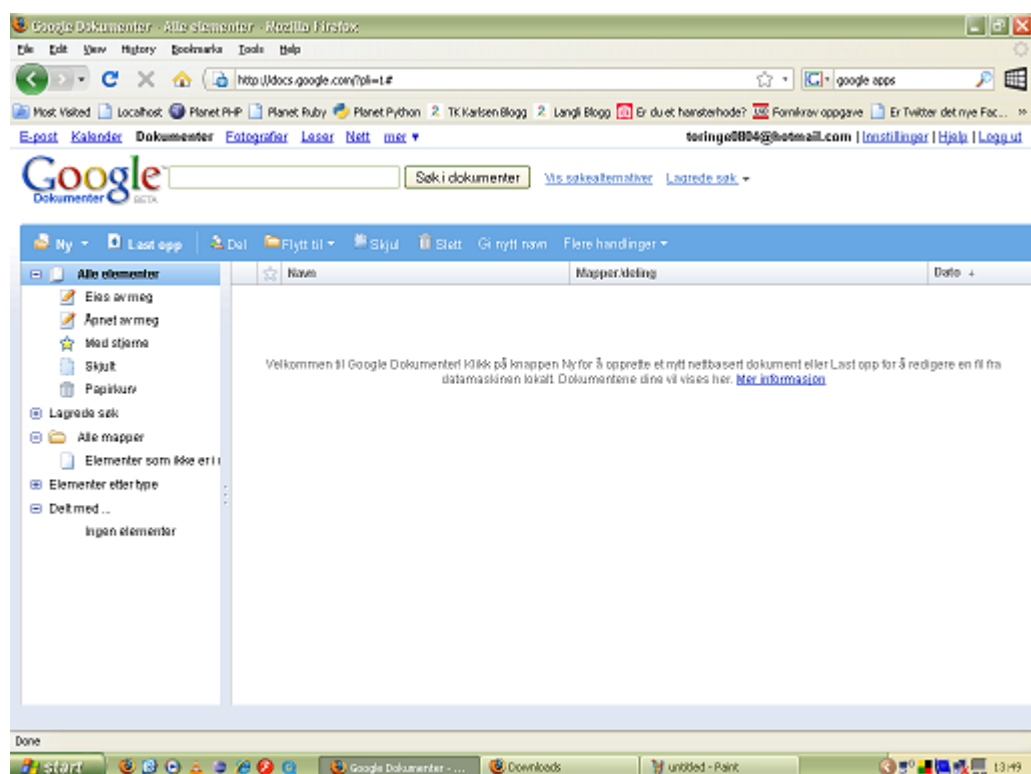 Google Dokumenter - Alle elementer - Mozilla Firefox
File Edit View History Bookmarks Tools Help
http://docs.google.com/?pli=1# google apps
Most Visited Localhost Planet PHP Planet Ruby Planet Python TK Karlsen Blogg Langli Blogg Er du et hamsterhode? Formkrav oppgave Er Twitter det nye Fac... »
E-post Kalender Dokumenter Fotografier Leser Nett mer ▼ toringe0804@hotmail.com | Innstillinger | Hjelp | Logg ut
Google
Dokumenter BETA
Søk i dokumenter Vis søkealternativer Lagrede søk
Ny Last opp Del Flytt til Skjul Slett Gi nytt navn Flere handlinger
Alle elementer Navn Mapper/deling Dato ↓
Eies av meg
Åpnet av meg
Med stjerne
Skjult
Papirkurv
Velkommen til Google Dokumenter! Klikk på knappen Ny for å opprette et nytt nettbasert dokument eller Last opp for å redigere en fil fra
datamaskinen lokalt. Dokumentene dine vil vises her. Mer informasjon
Lagrede søk
Alle mapper
Elementer som ikke er i
Elementer etter type
Delt med ...
Ingen elementer
Done
start Google Dokumenter - ... Downloads untitled - Paint 13:49